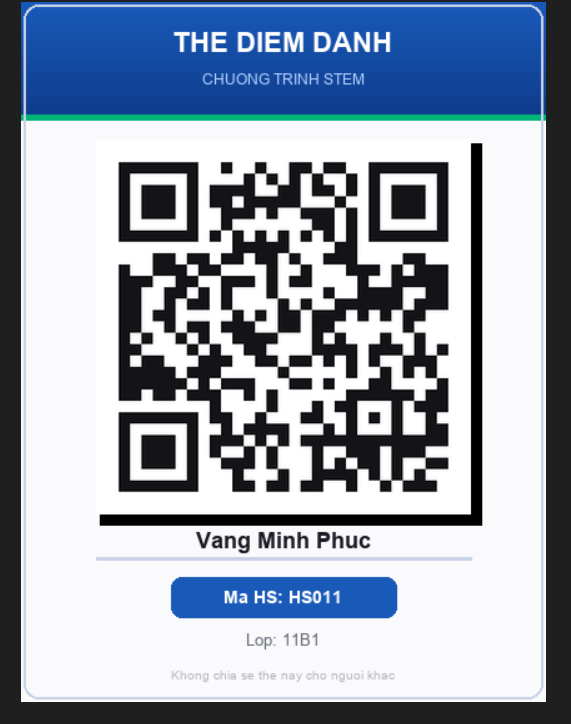 THE DIEM DANH
CHUONG TRINH STEM
Vang Minh Phuc
Ma HS: HS011
Lop: 11B1
Khong chia se the nay cho nguoi khac